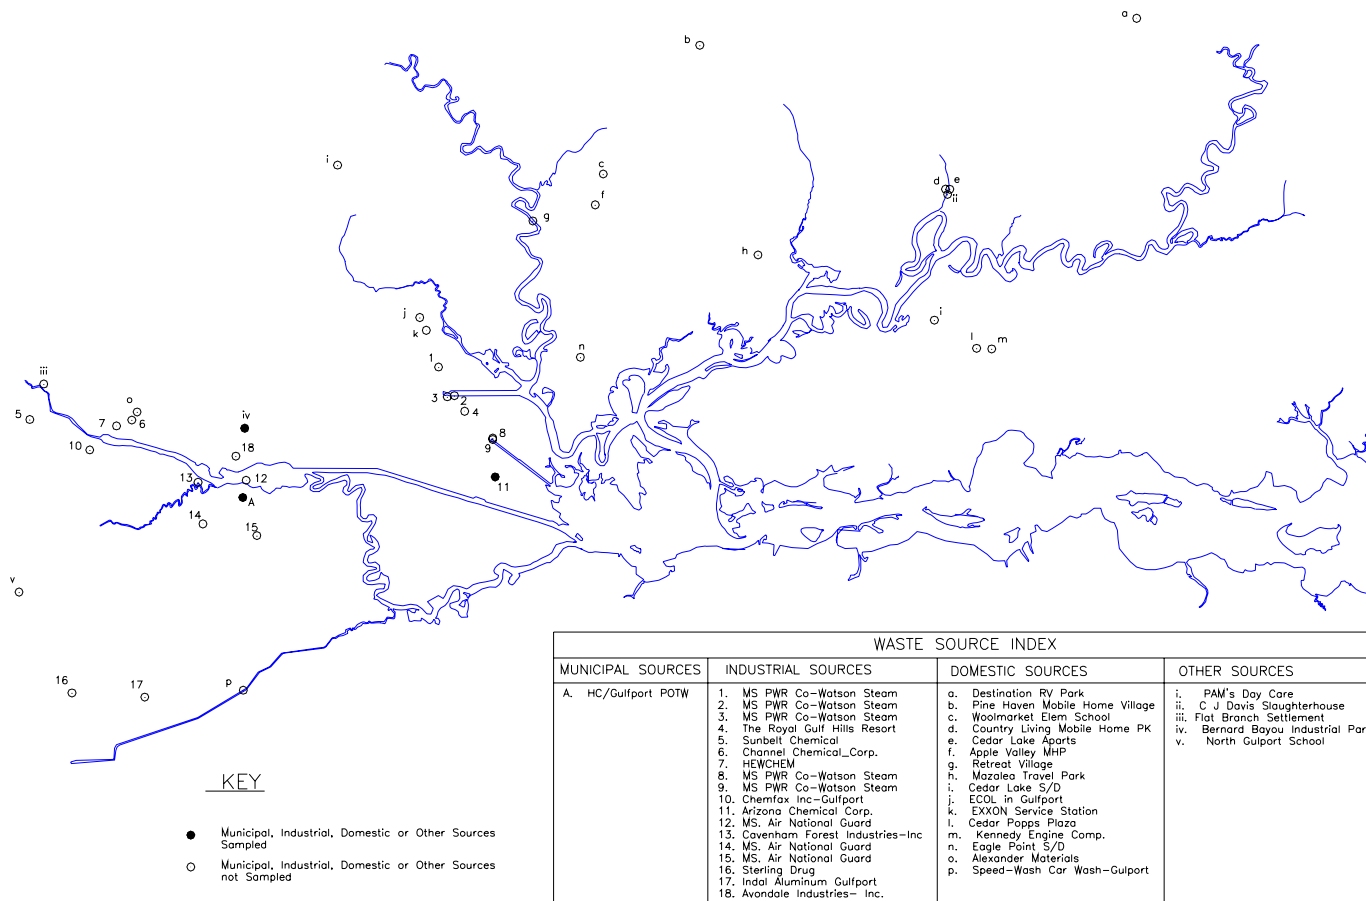 a
b
i
c
d
e
ii
f
g
h
j
k
i
l
m
n
1
2
3
4
iii
5
o
7
6
iv
8
9
10
18
11
12
13
A
14
15
v
16
17
p
WASTE SOURCE INDEX
MUNICIPAL SOURCES
A. HC/Gulfport POTW
INDUSTRIAL SOURCES
1. MS PWR Co-Watson Steam
2. MS PWR Co-Watson Steam
3. MS PWR Co-Watson Steam
4. The Royal Gulf Hills Resort
5. Sunbelt Chemical
6. Channel Chemical_Corp.
7. HEWCHEM
8. MS PWR Co-Watson Steam
9. MS PWR Co-Watson Steam
10. Chemfax Inc-Gulfport
11. Arizona Chemical Corp.
12. MS. Air National Guard
13. Cavenham Forest Industries-Inc
14. MS. Air National Guard
15. MS. Air National Guard
16. Sterling Drug
17. Indal Aluminum Gulfport
18. Avondale Industries- Inc.
DOMESTIC SOURCES
a. Destination RV Park
b. Pine Haven Mobile Home Village
c. Woolmarket Elem School
d. Country Living Mobile Home PK
e. Cedar Lake Aparts
f. Apple Valley MHP
g. Retreat Village
h. Mazalea Travel Park
i. Cedar Lake S/D
j. ECOL in Gulfport
k. EXXON Service Station
l. Cedar Popps Plaza
m. Kennedy Engine Comp.
n. Eagle Point S/D
o. Alexander Materials
p. Speed-Wash Car Wash-Gulport
OTHER SOURCES
i. PAM's Day Care
ii. C J Davis Slaughterhouse
iii. Flat Branch Settlement
iv. Bernard Bayou Industrial Par
v. North Gulport School
KEY
Municipal, Industrial, Domestic or Other Sources
Sampled
Municipal, Industrial, Domestic or Other Sources
not Sampled